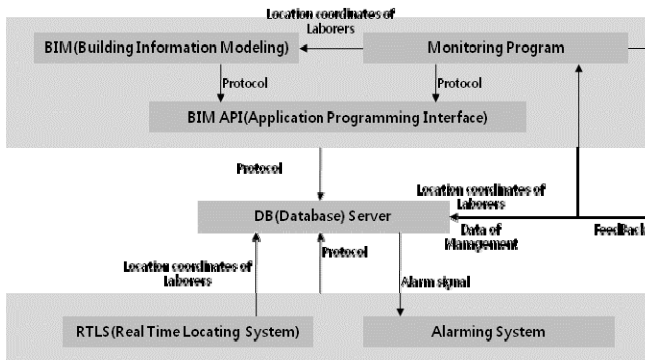 Location coordinates of
Laborers
BIM(Building Information Modeling)
Monitoring Program
Protocol
Protocol
BIM API(Application Programming Interface)
Protocol
Location coordinates of
Laborers
DB(Database) Server
Data of
Management
FeedBack
Protocol
Location coordinates of
Laborers
Alarm signal
RTLS(Real Time Locating System)
Alarming System